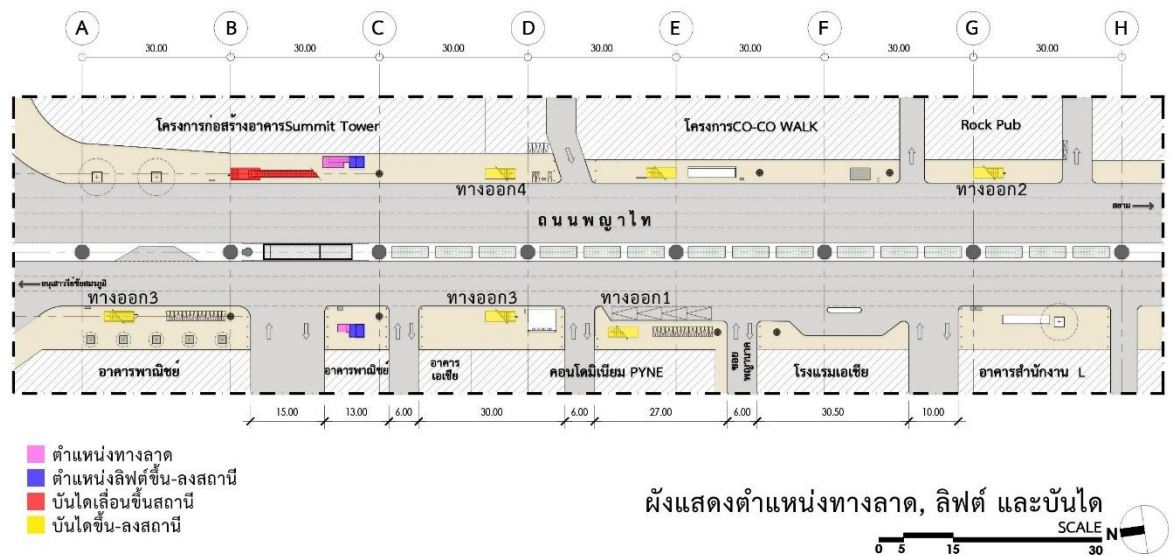 A B C D E F G H
30.00 30.00 30.00 30.00 30.00 30.00 30.00
โครงการก่อสร้างอาคารSummit Tower
โครงการCO-CO WALK
Rock Pub
ทางออก4
ทางออก2
สยาม
ถนนพญาไท
อนุเสาวรีย์ชัยสมรภูมิ
ทางออก3
ทางออก3
ทางออก1
อาคารพาณิชย์
อาคารพาณิชย์
อาคาร
เอเชีย
คอนโดมิเนียม PYNE
ซอย
พญานาค
โรงแรมเอเชีย
อาคารสำนักงาน L
15.00 13.00 6.00 30.00 6.00 27.00 6.00 30.50 10.00
ตำแหน่งทางลาด
ตำแหน่งลิฟต์ขึ้น-ลงสถานี
บันไดเลื่อนขึ้นสถานี
บันไดขึ้น-ลงสถานี
ผังแสดงตำแหน่งทางลาด, ลิฟต์ และบันได
SCALE
N
0 5 15 30